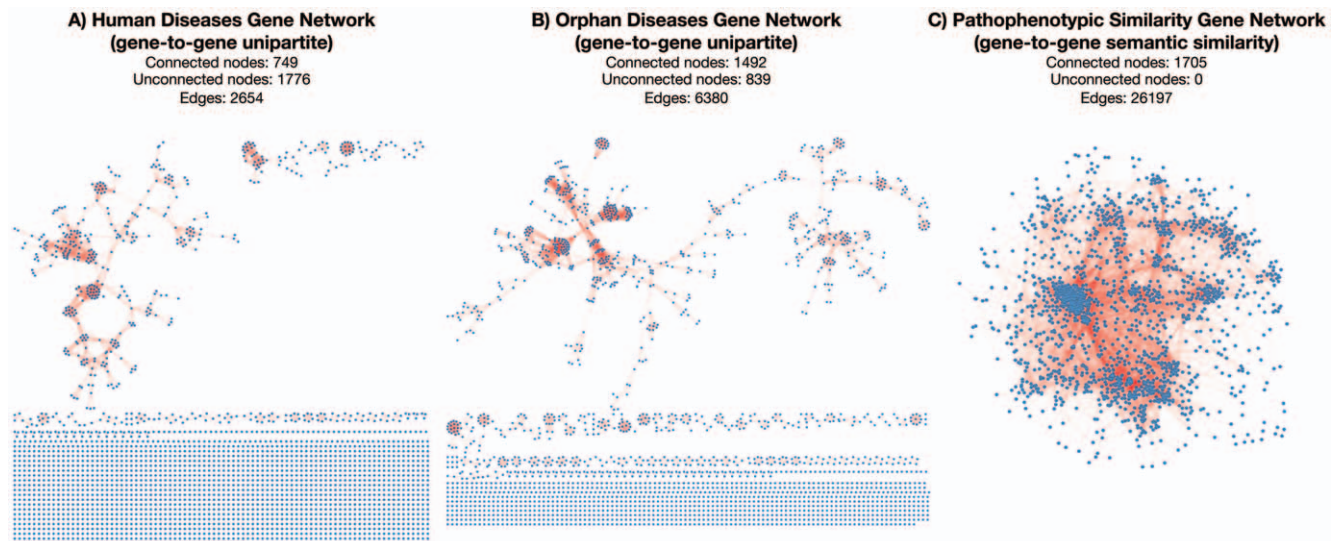 A) Human Diseases Gene Network
(gene-to-gene unipartite)
Connected nodes: 749
Unconnected nodes: 1776
Edges: 2654
B) Orphan Diseases Gene Network
(gene-to-gene unipartite)
Connected nodes: 1492
Unconnected nodes: 839
Edges: 6380
C) Pathophenotypic Similarity Gene Network
(gene-to-gene semantic similarity)
Connected nodes: 1705
Unconnected nodes: 0
Edges: 26197